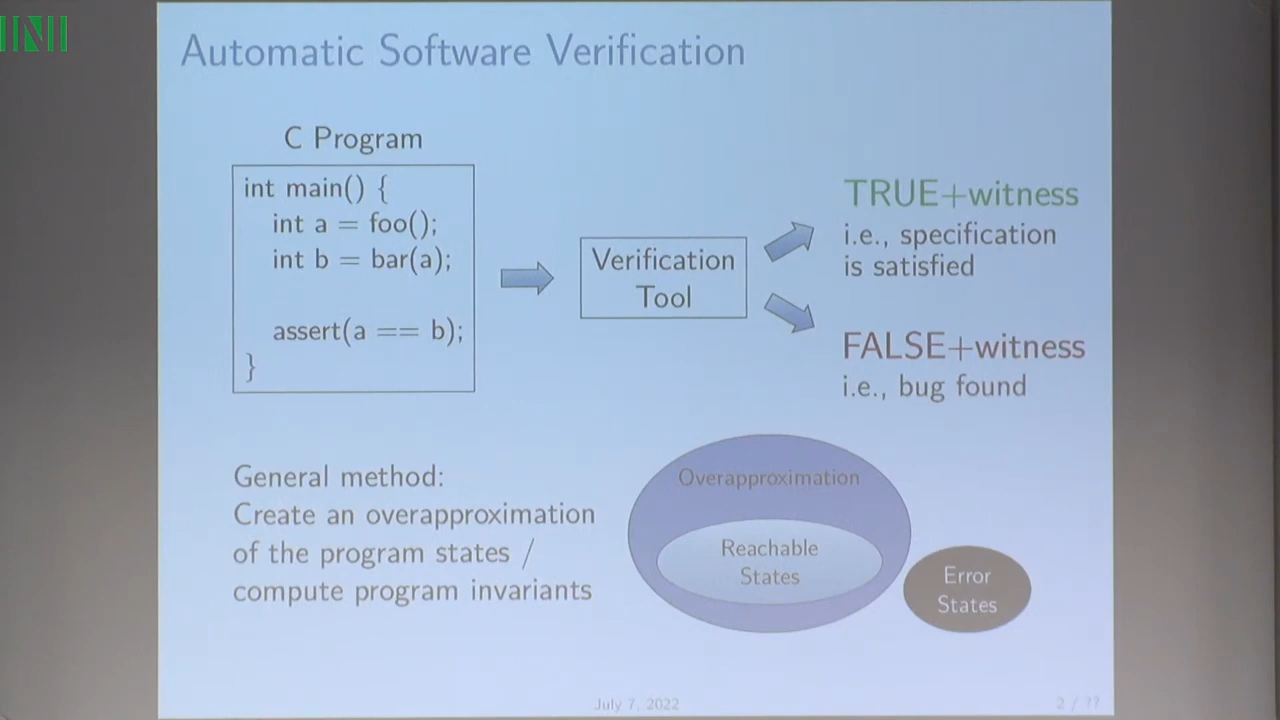 INI
Automatic Software Verification
C Program
int main() {
int a = foo();
int b = bar(a);
assert(a == b);
}
Verification
Tool
TRUE+witness
i.e., specification
is satisfied
FALSE+witness
i.e., bug found
General method:
Create an overapproximation
of the program states /
compute program invariants
Overapproximation
Reachable
States
Error
States
July 7, 2022
2 / ??